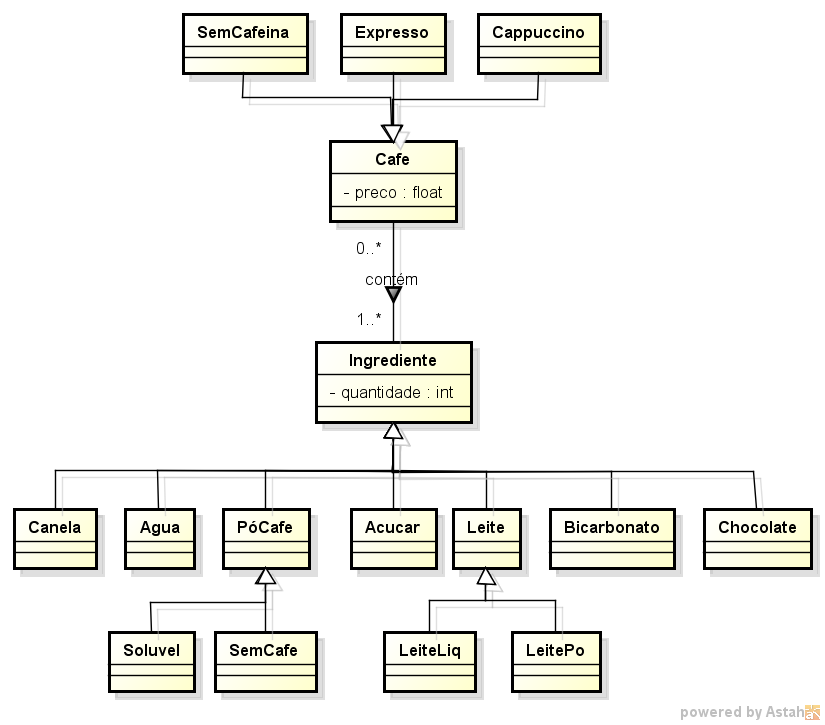 SemCafeina
Expresso
Cappuccino
Cafe
- preco : float
0..*
contém
1..*
Ingrediente
- quantidade : int
Canela
Agua
PóCafe
Acucar
Leite
Bicarbonato
Chocolate
Soluvel
SemCafe
LeiteLiq
LeitePo
powered by Astah